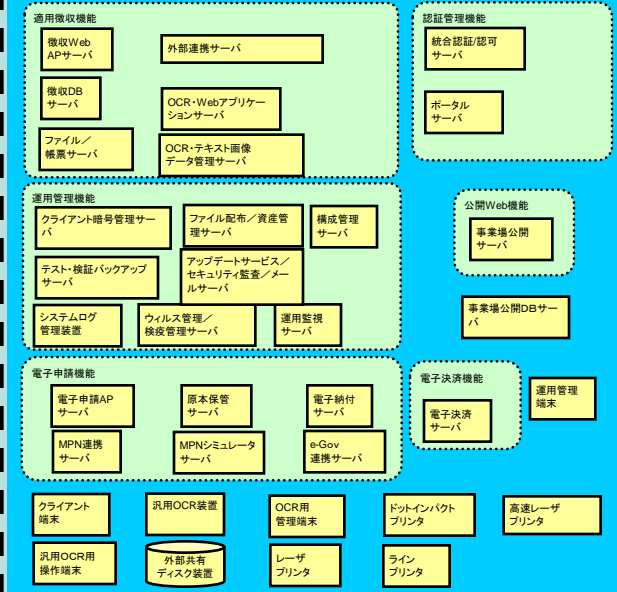 適用徴収機能
徴収Web
APサーバ
外部連携サーバ
徴収DB
サーバ
OCR・Webアプリケー
ションサーバ
ファイル／
帳票サーバ
OCR・テキスト画像
データ管理サーバ
認証管理機能
統合認証/認可
サーバ
ポータル
サーバ
運用管理機能
クライアント暗号管理サー
バ
ファイル配布／資産管
理サーバ
構成管理
サーバ
テスト・検証バックアップ
サーバ
アップデートサービス／
セキュリティ監査／メー
ルサーバ
システムログ
管理装置
ウィルス管理／
検疫管理サーバ
運用監視
サーバ
公開Web機能
事業場公開
サーバ
事業場公開DBサー
バ
電子申請機能
電子申請AP
サーバ
原本保管
サーバ
電子納付
サーバ
MPN連携
サーバ
MPNシミュレータ
サーバ
e-Gov
連携サーバ
電子決済機能
電子決済
サーバ
運用管理
端末
クライアント
端末
汎用OCR装置
OCR用
管理端末
ドットインパクト
プリンタ
高速レーザ
プリンタ
汎用OCR用
操作端末
外部共有
ディスク装置
レーザ
プリンタ
ライン
プリンタ